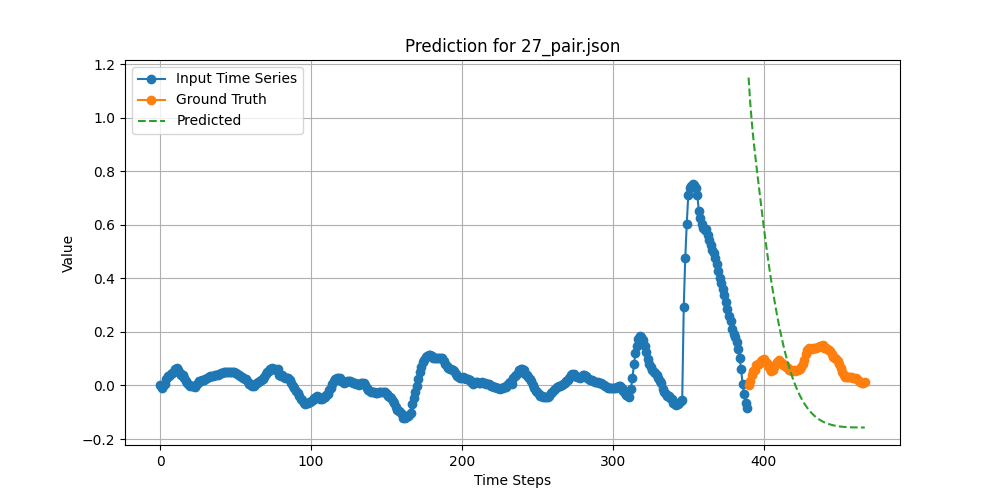 Prediction for 27_pair.json
Input Time Series
Ground Truth
Predicted
1.2
1.0
0.8
0.6
0.4
0.2
0.0
−0.2
Value
0 100 200 300 400
Time Steps